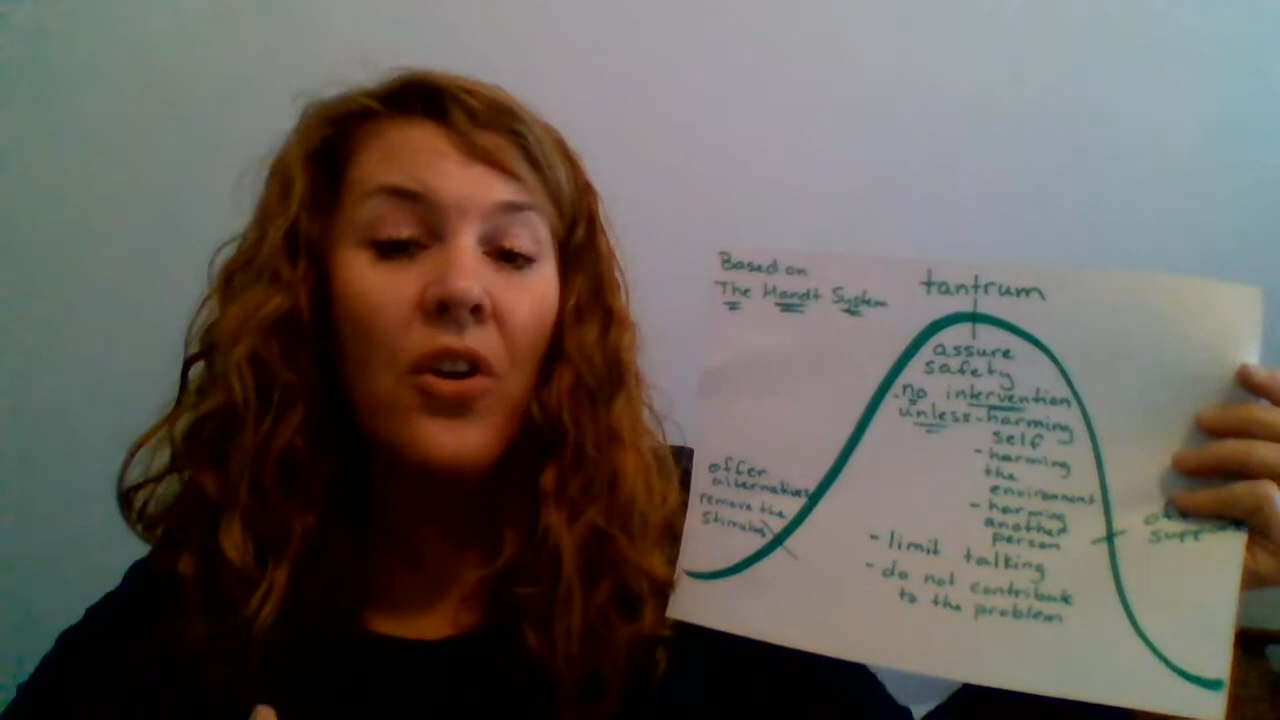 Based on
The Mandt System
tantrum
assure
safety
- no intervention
unless - harming
self
- harming
the
environment
- harming
another
person
offer
alternatives
remove the
stimulus
- limit talking
- do not contribute
to the problem